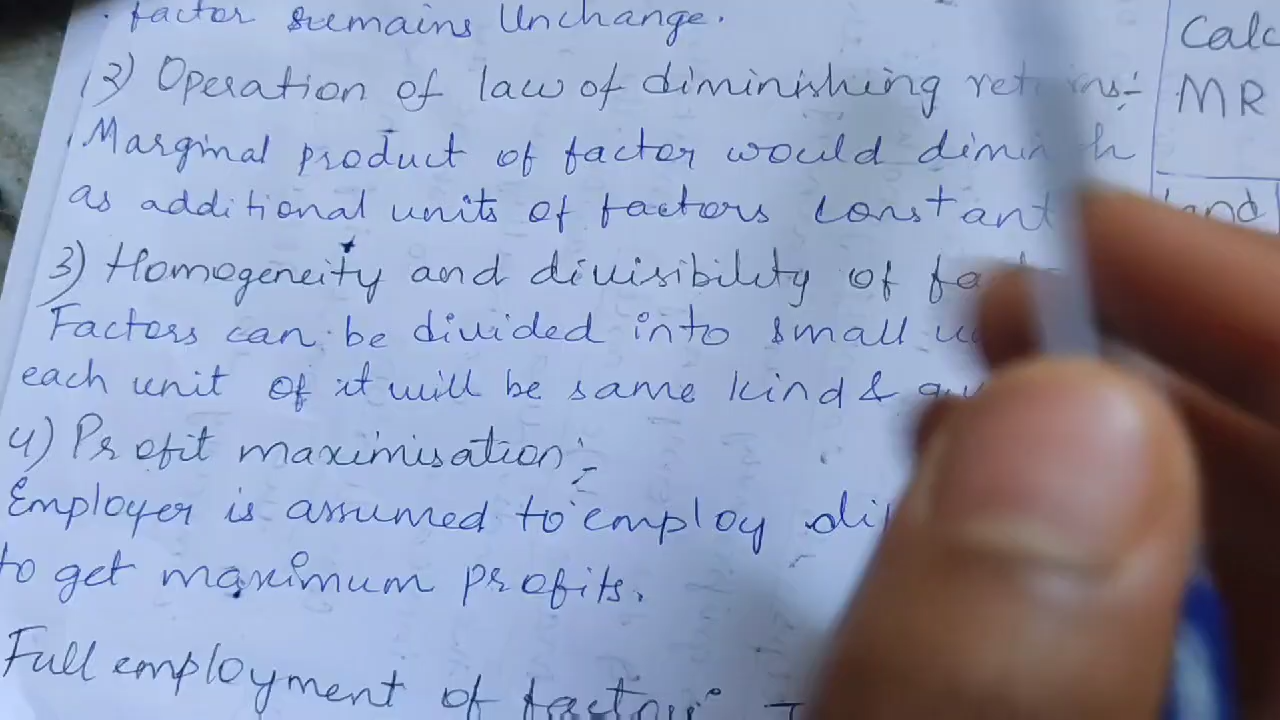 factor remains Unchange.
2) Operation of law of diminishing
Marginal product of factor would
as additional units of factors constant
3) Homogeneity and divisibility of
Factors can be divided into small
each unit of it will be same kind &
4) Profit maximisation :-
Employer is assumed to employ
to get maximum profits.
Full employment of factors
Calc
MR